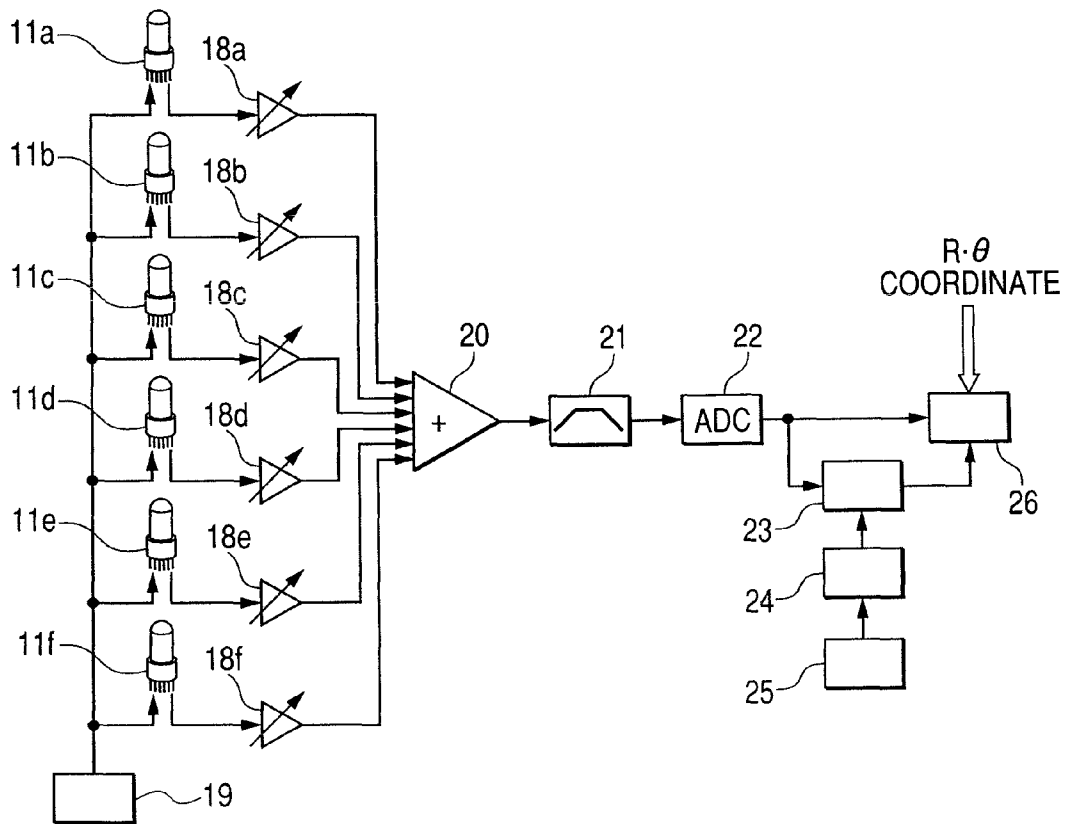 11a
18a
11b
18b
11c
18c
11d
18d
11e
18e
11f
18f
19
20
+
21
22
ADC
R·θ
COORDINATE
23
26
24
25